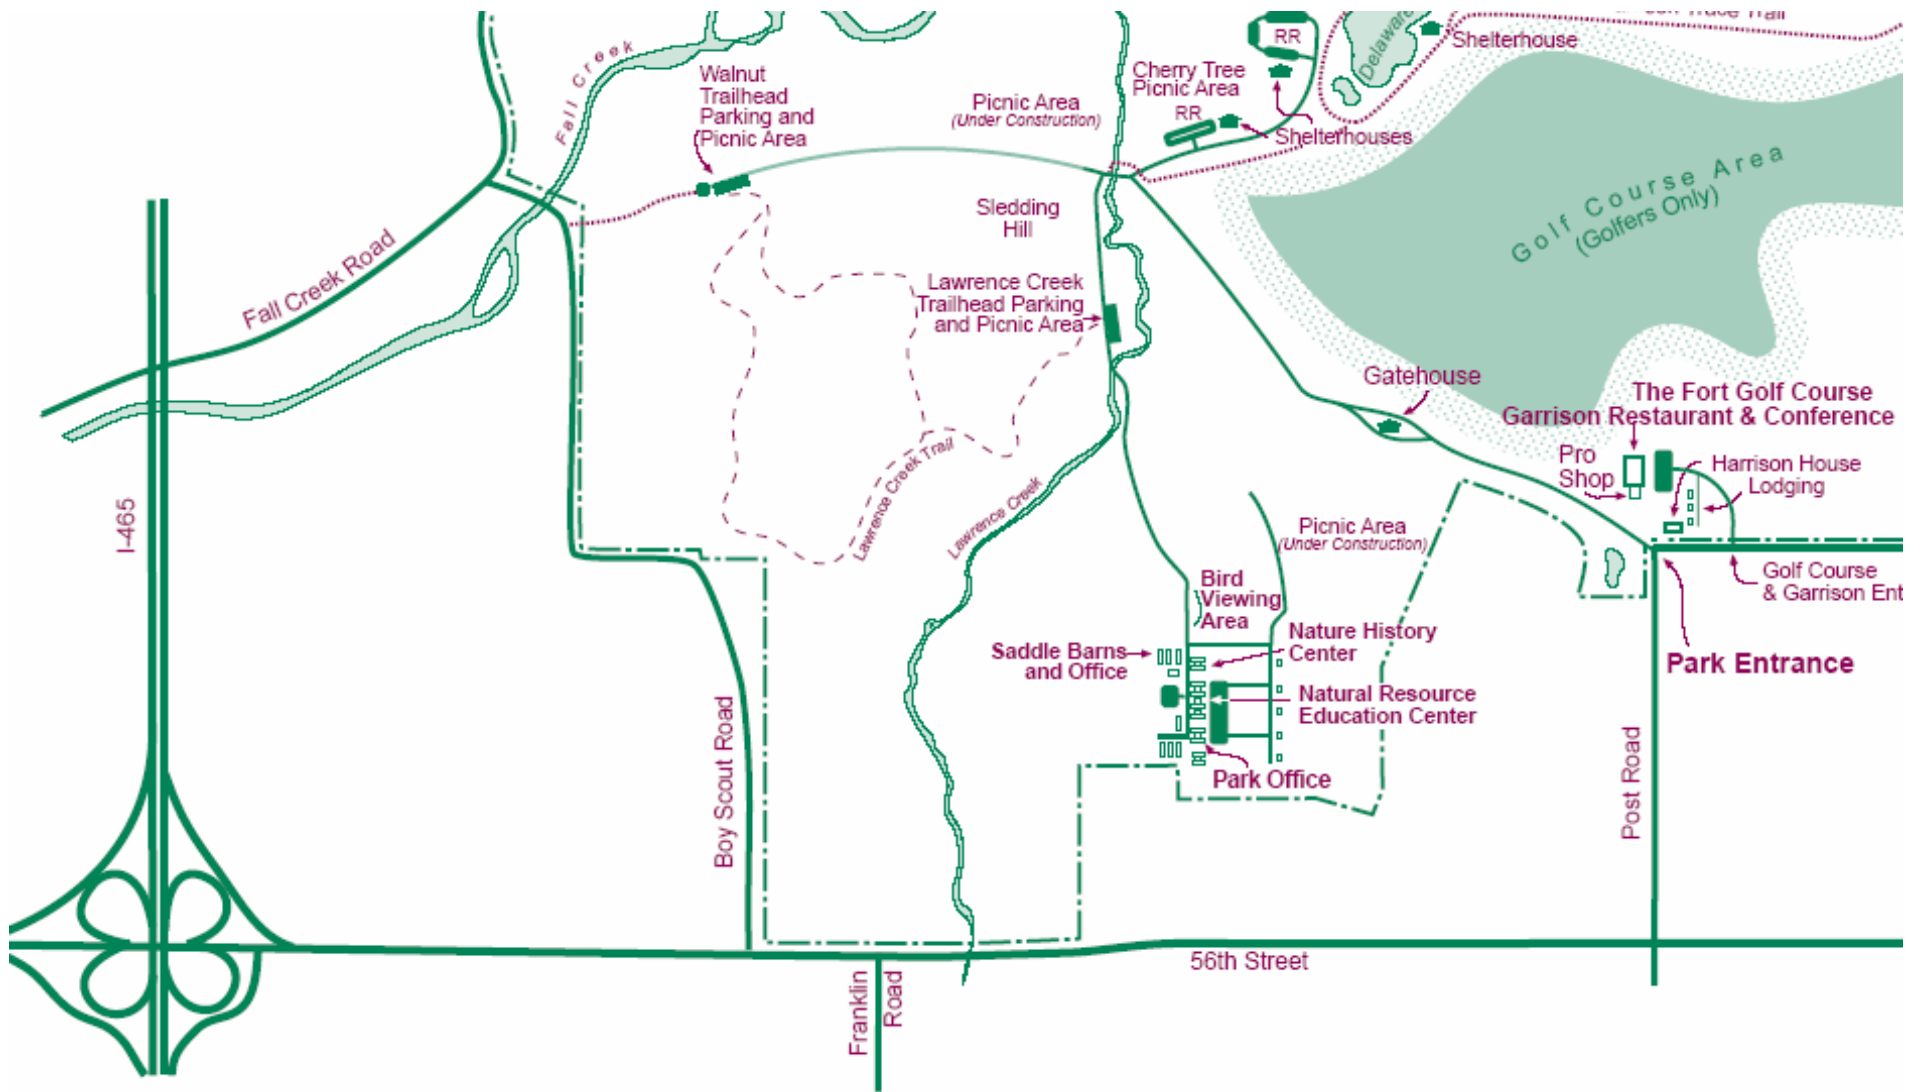 Trail
Delaware
Shelterhouse
RR
Cherry Tree
Picnic Area
RR
Shelterhouses
Fall Creek
Walnut
Trailhead
Parking and
Picnic Area
Picnic Area
(Under Construction)
Golf Course Area
(Golfers Only)
Sledding
Hill
Fall Creek Road
Lawrence Creek
Trailhead Parking
and Picnic Area
Gatehouse
The Fort Golf Course
Garrison Restaurant & Conference
Pro
Shop
Harrison House
Lodging
Lawrence Creek Trail
Lawrence Creek
I-465
Picnic Area
(Under Construction)
Bird
Viewing
Area
Golf Course
& Garrison Ent
Nature History
Center
Saddle Barns
and Office
Park Entrance
Natural Resource
Education Center
Park Office
Boy Scout Road
Post Road
56th Street
Franklin
Road